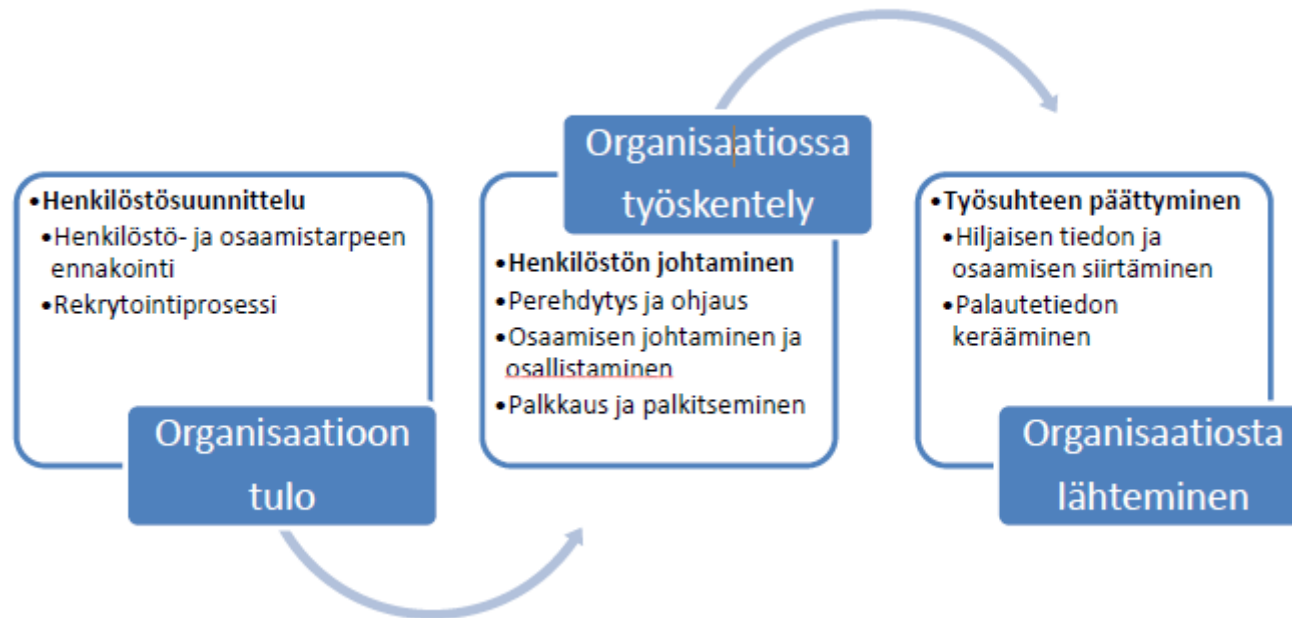 •Henkilöstösuunnittelu
•Henkilöstö- ja osaamistarpeen
ennakointi
•Rekrytointiprosessi
Organisaatioon
tulo
Organisaatiossa
työskentely
•Henkilöstön johtaminen
•Perehdytys ja ohjaus
•Osaamisen johtaminen ja
osallistaminen
•Palkkaus ja palkitseminen
•Työsuhteen päättyminen
•Hiljaisen tiedon ja
osaamisen siirtäminen
•Palautetiedon
kerääminen
Organisaatiosta
lähteminen